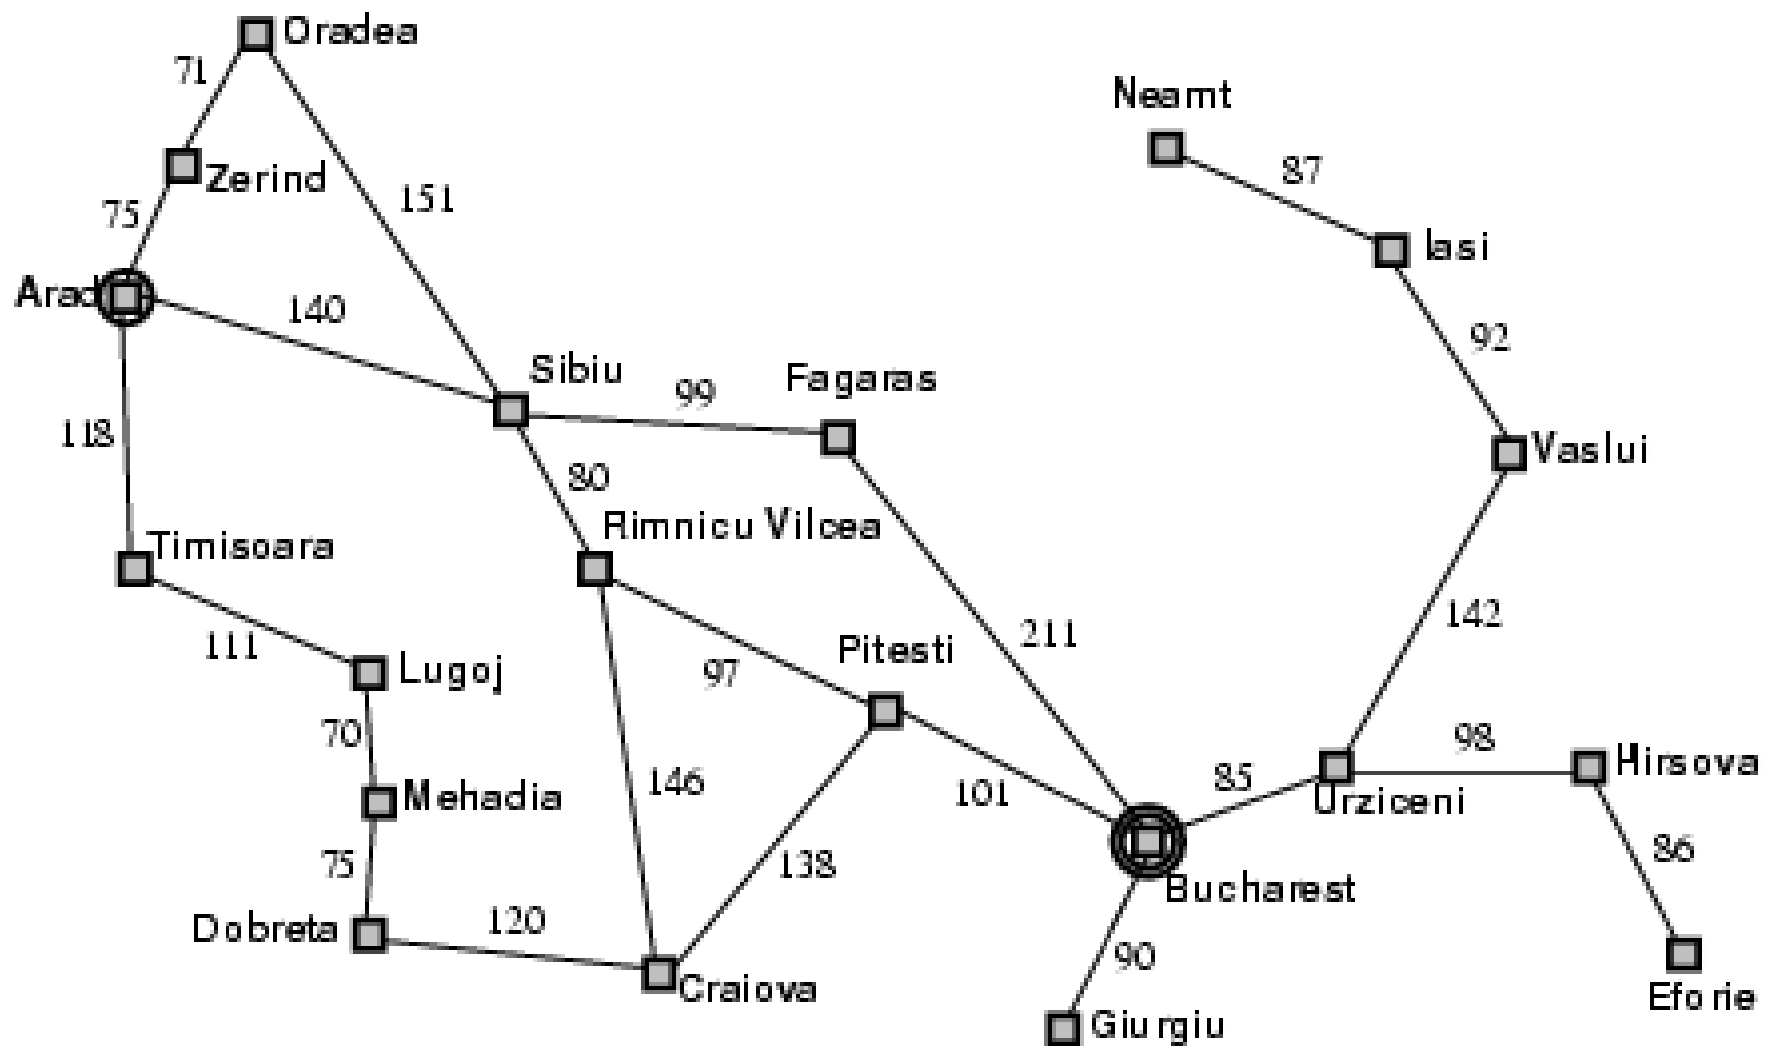 Oradea
71
Neamt
87
Zerind
75
151
Iasi
Arad
140
92
Sibiu
99
Fagaras
118
80
Vaslui
Timisoara
Rimnicu Vilcea
111
97
Pitesti
211
142
Lugoj
70
146
98
Hirsova
Mehadia
101
85
Urziceni
75
138
86
Bucharest
Dobreta
120
90
Craiova
Eforie
Giurgiu